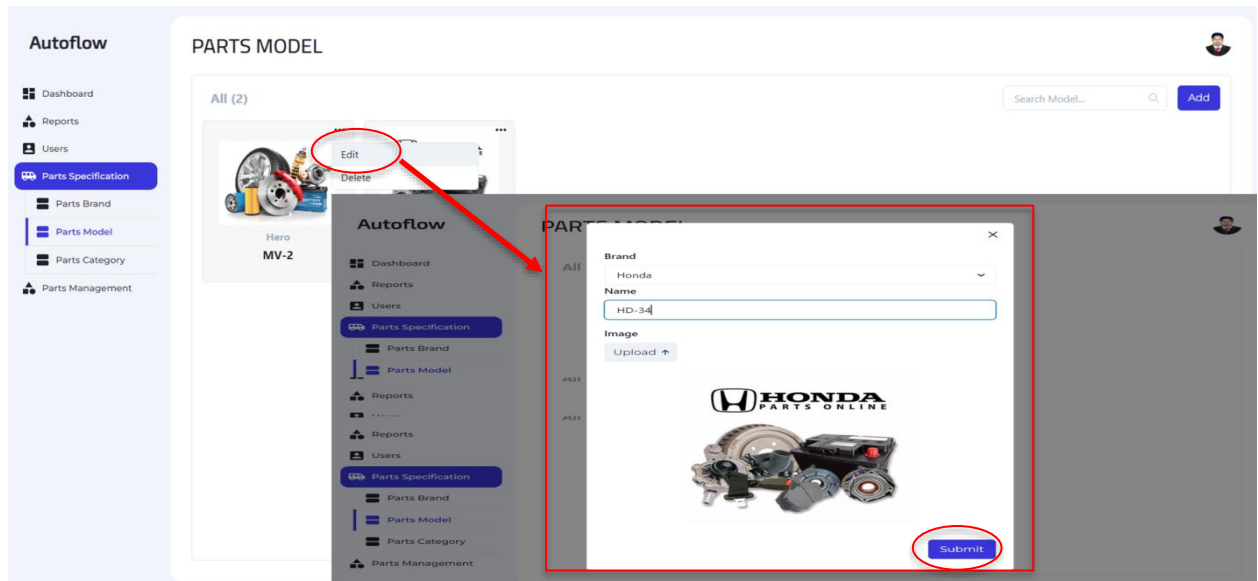 Autoflow
PARTS MODEL
Dashboard
Reports
Users
Parts Specification
Parts Brand
Parts Model
Parts Category
Parts Management
All (2)
Search Model...
Add
Edit
Delete
Hero
MV-2
Autoflow
Dashboard
Reports
Users
Parts Specification
Parts Brand
Parts Model
Reports
Reports
Users
Parts Specification
Parts Brand
Parts Model
Parts Category
Parts Management
All
Brand
Honda
Name
HD-34
Image
Upload
HONDA
PARTS ONLINE
Submit